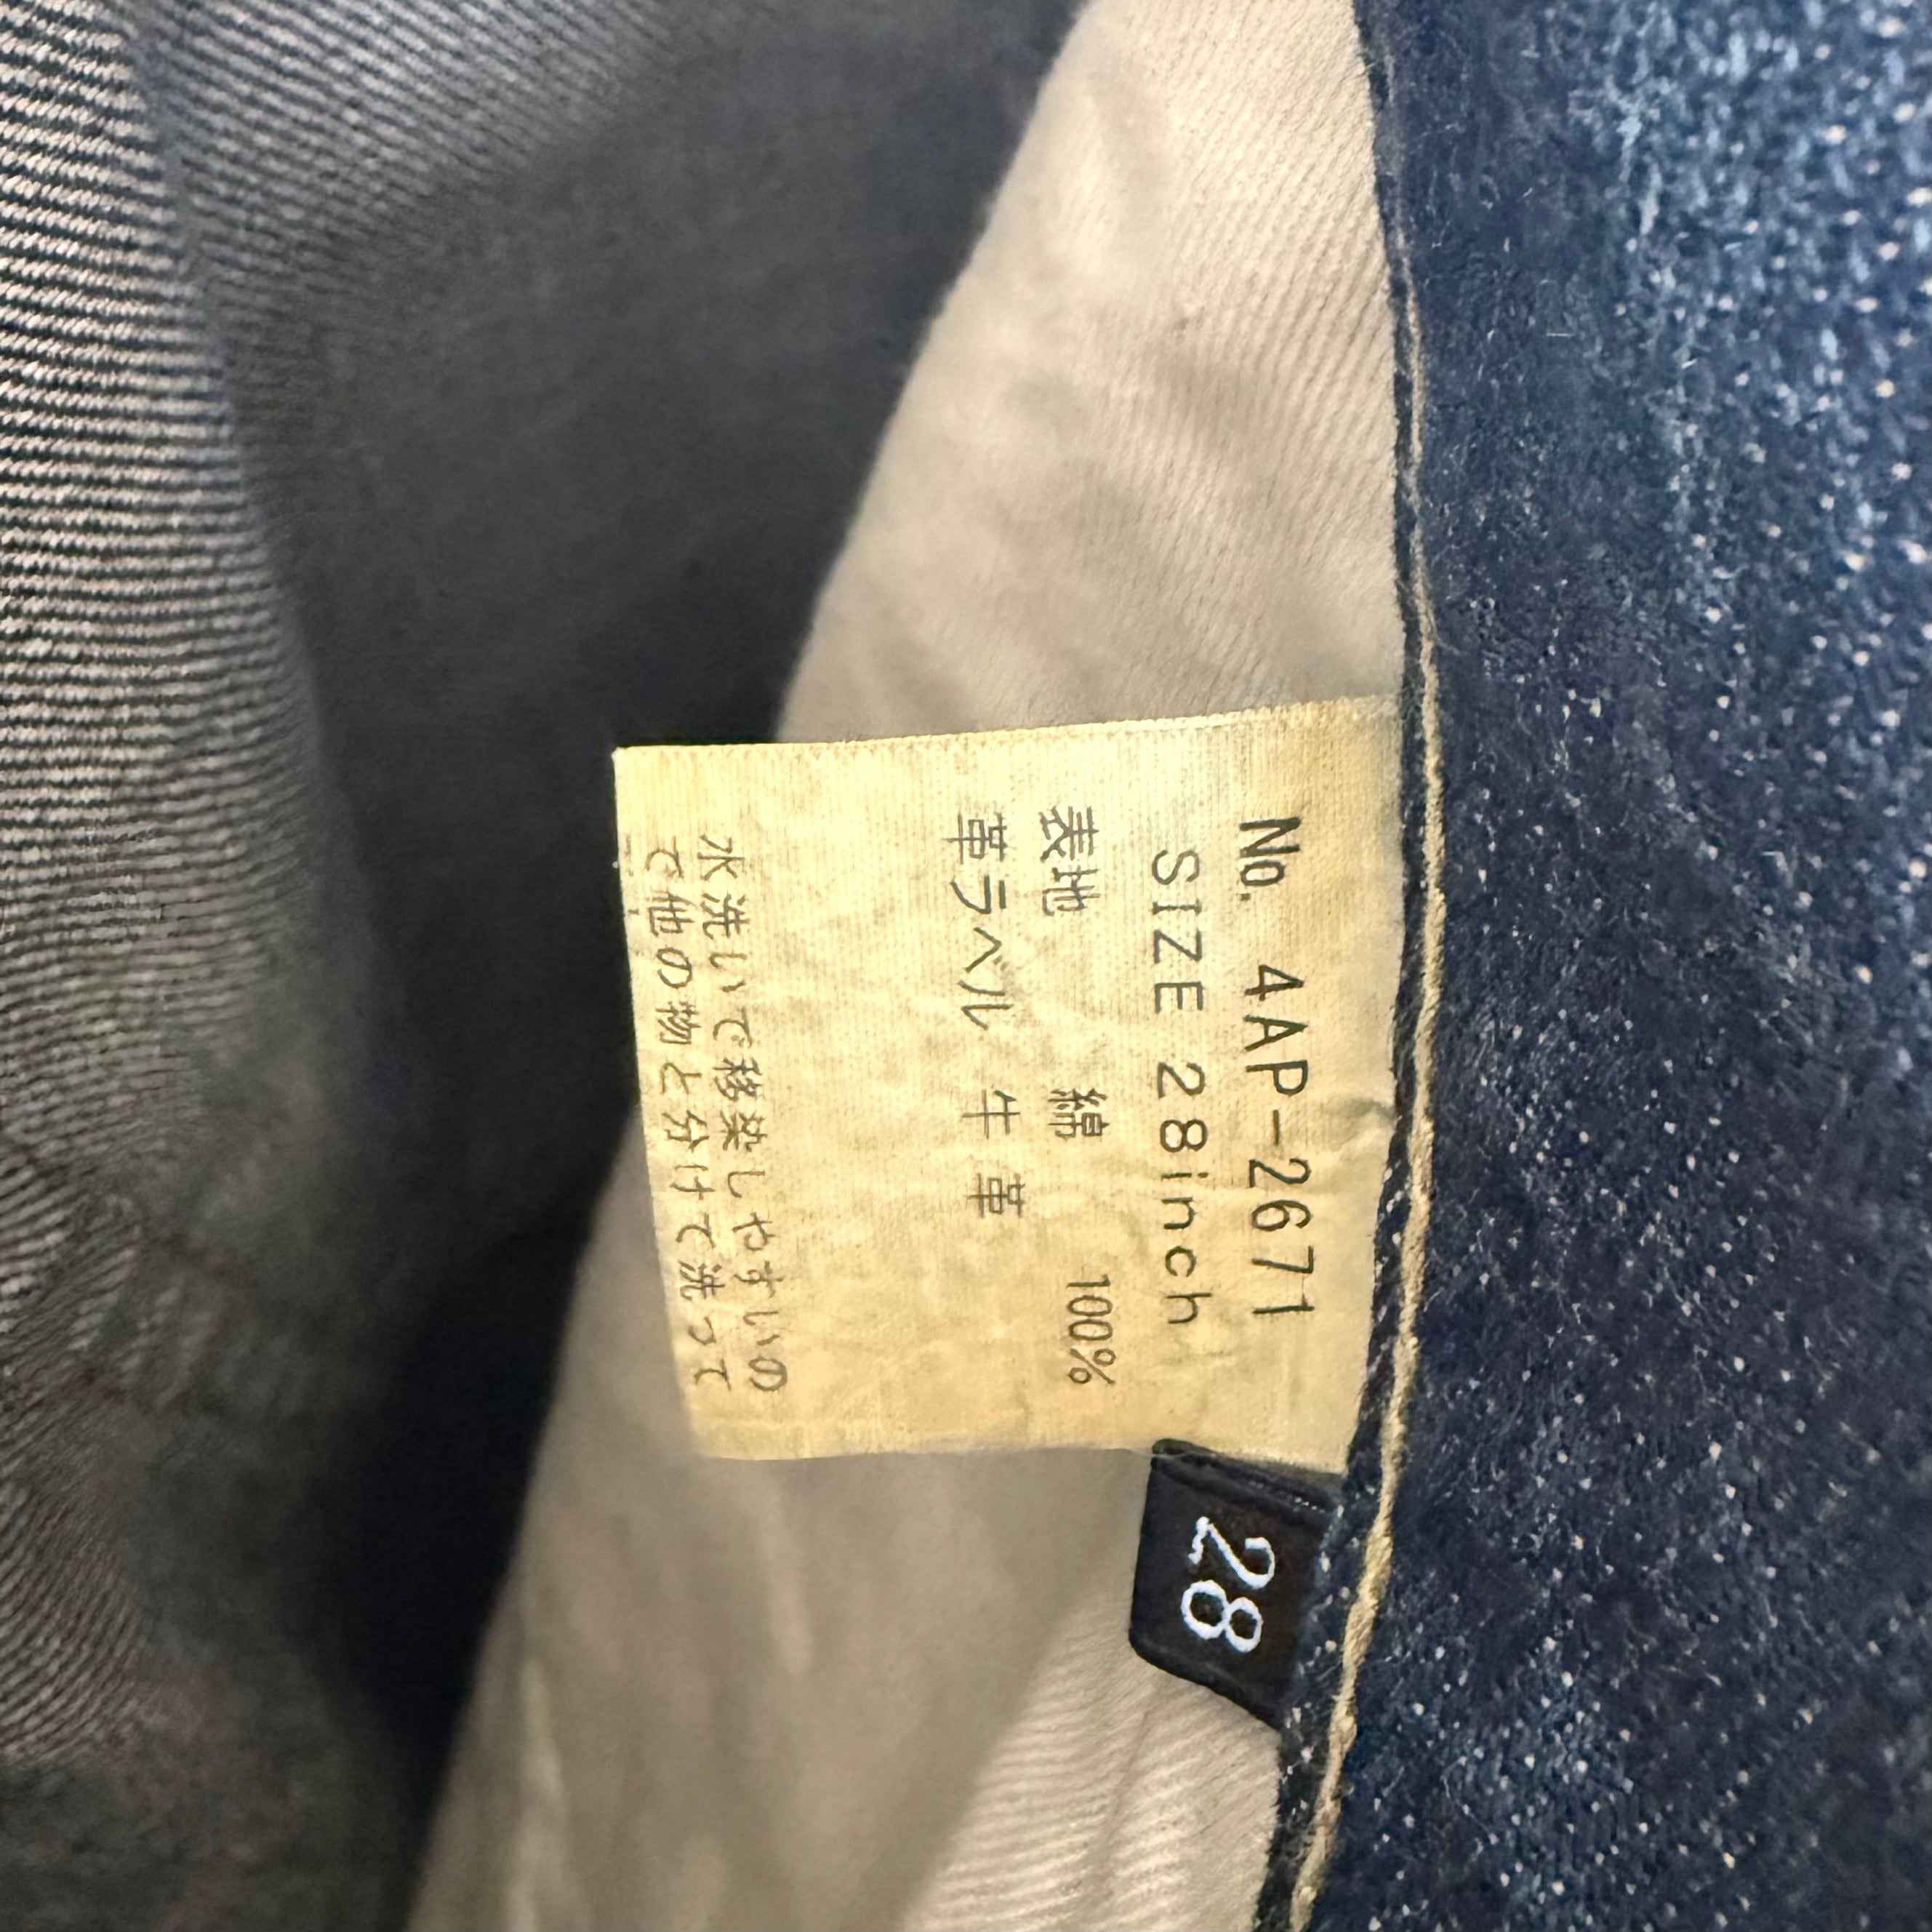 No. 4AP-2671
SIZE 28inch
表地 綿 100%
革ラベル 牛革
水洗いで移染しやすいの
で他の物と分けて洗って
28